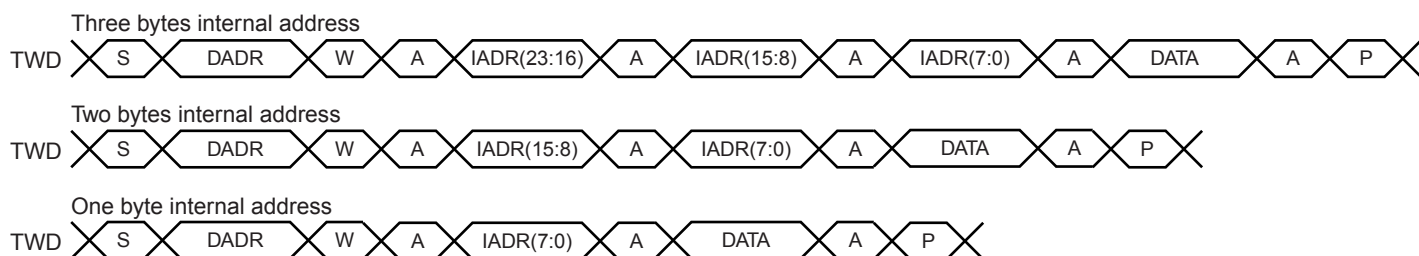 Three bytes internal address
TWD S DADR W A IADR(23:16) A IADR(15:8) A IADR(7:0) A DATA A P
Two bytes internal address
TWD S DADR W A IADR(15:8) A IADR(7:0) A DATA A P
One byte internal address
TWD S DADR W A IADR(7:0) A DATA A P